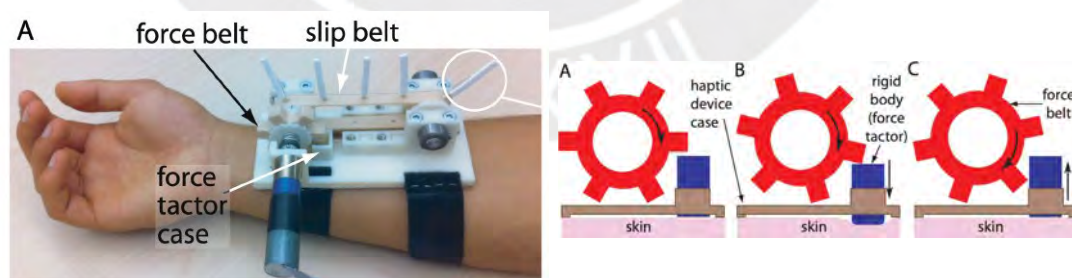 A
force belt
slip belt
force
tactor
case
A
haptic
device
case
skin
B
rigid
body
(force
tactor)
skin
C
force
belt
skin